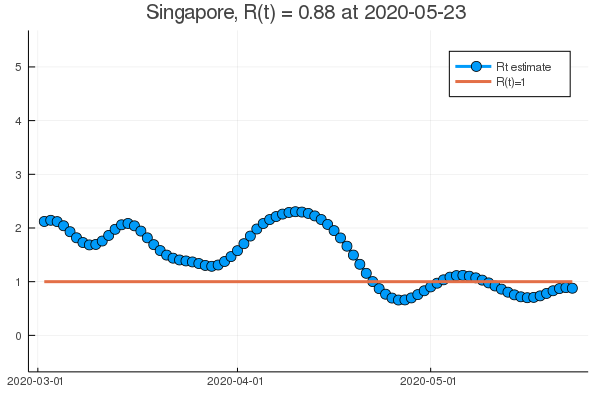 Singapore, R(t) = 0.88 at 2020-05-23
5
Rt estimate
R(t)=1
4
3
2
1
0
2020-03-01 2020-04-01 2020-05-01